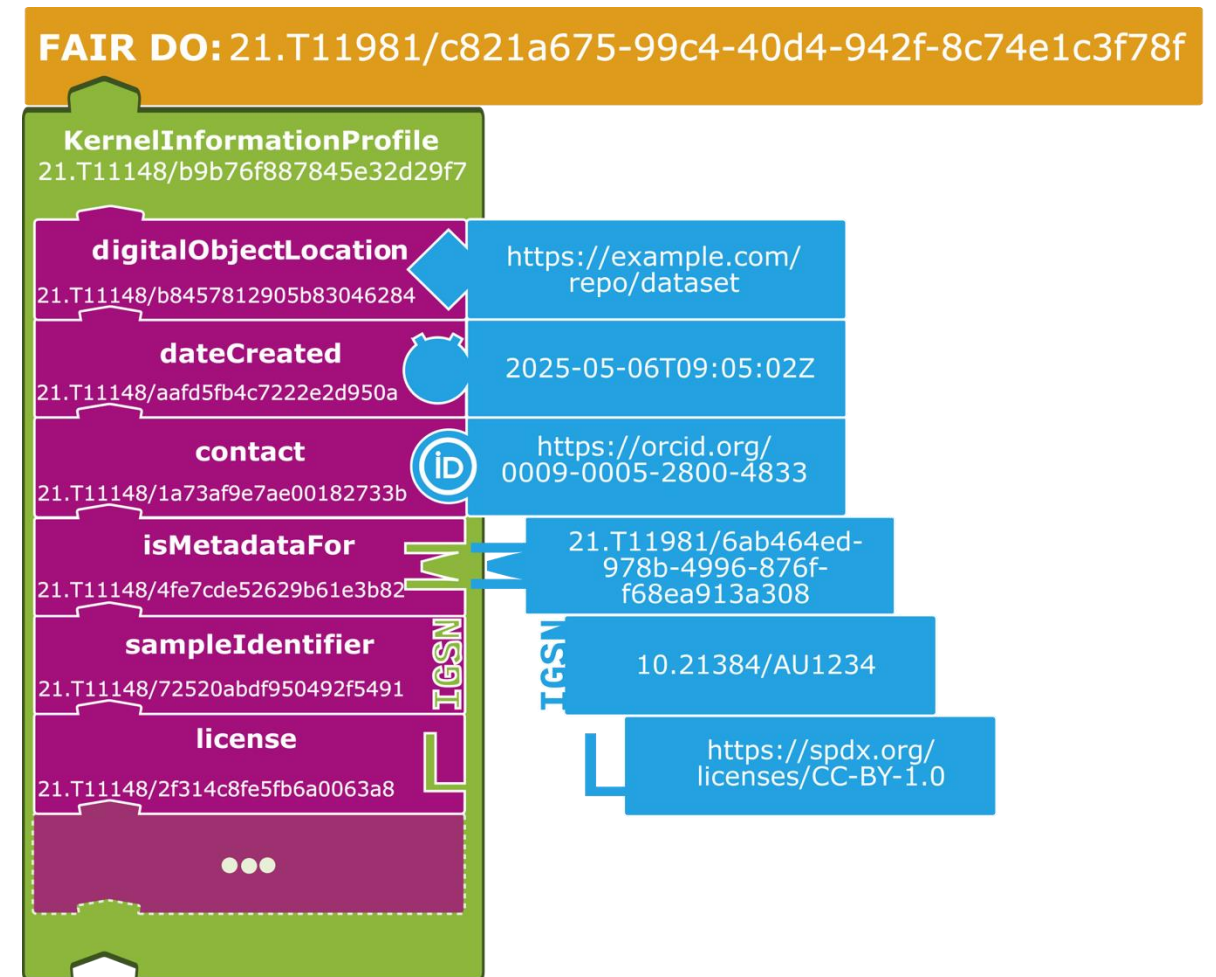 FAIR DO: 21.T11981/c821a675-99c4-40d4-942f-8c74e1c3f78f
KernelInformationProfile
21.T11148/b9b76f887845e32d29f7
digitalObjectLocation
21.T11148/b8457812905b83046284
https://example.com/
repo/dataset
dateCreated
21.T11148/aafd5fb4c7222e2d950a
2025-05-06T09:05:02Z
contact
21.T11148/1a73af9e7ae00182733b
iD
https://orcid.org/
0009-0005-2800-4833
isMetadataFor
21.T11148/4fe7cde52629b61e3b82
21.T11981/6ab464ed-
978b-4996-876f-
f68ea913a308
sampleIdentifier
21.T11148/72520abdf950492f5491
IGSN
IGSN
10.21384/AU1234
license
21.T11148/2f314c8fe5fb6a0063a8
https://spdx.org/
licenses/CC-BY-1.0